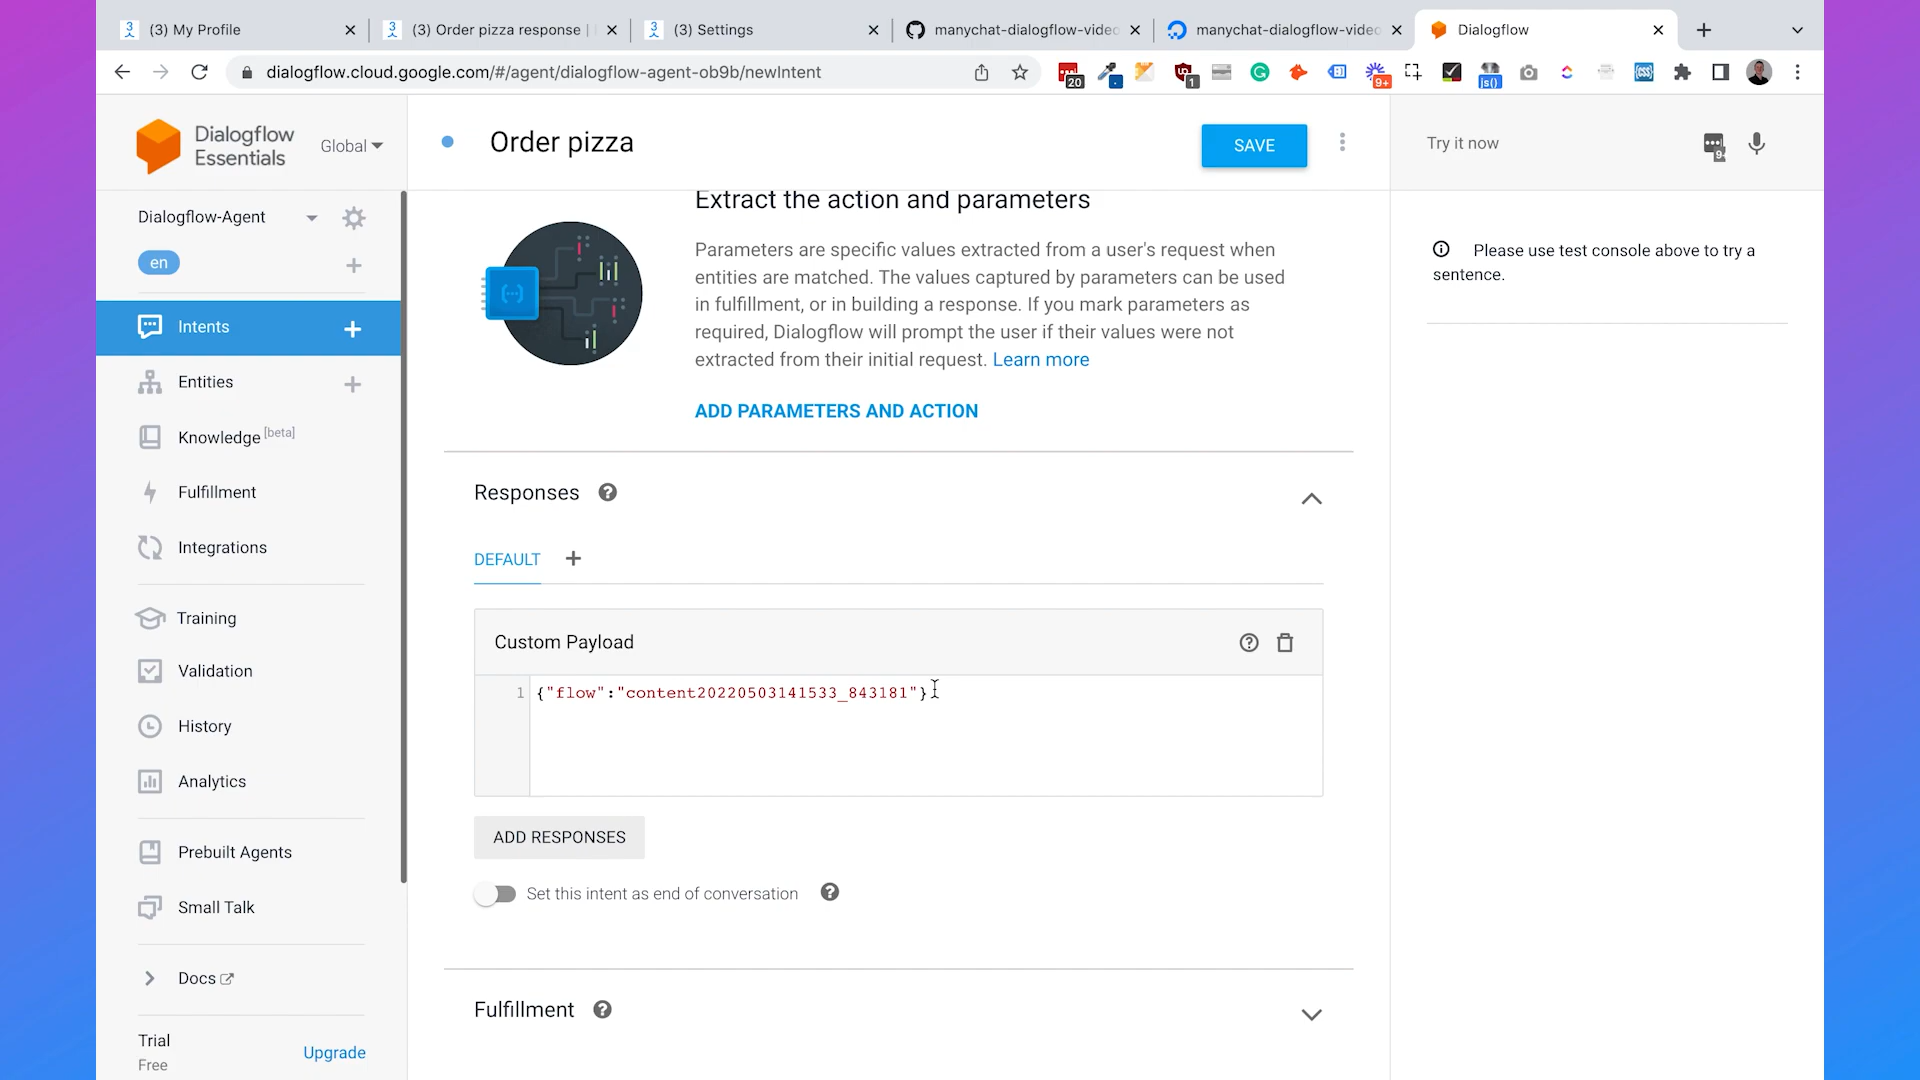 (3) My Profile
(3) Order pizza response |
(3) Settings
manychat-dialogflow-video
manychat-dialogflow-video
Dialogflow
dialogflow.cloud.google.com/#/agent/dialogflow-agent-ob9b/newIntent
20
1
9+
js()
Dialogflow
Essentials
Global
Order pizza
SAVE
Try it now
9
Dialogflow-Agent
en
Intents
Entities
Knowledge [beta]
Fulfillment
Integrations
Training
Validation
History
Analytics
Prebuilt Agents
Small Talk
Docs
Trial
Free
Upgrade
Extract the action and parameters
Parameters are specific values extracted from a user's request when
entities are matched. The values captured by parameters can be used
in fulfillment, or in building a response. If you mark parameters as
required, Dialogflow will prompt the user if their values were not
extracted from their initial request. Learn more
ADD PARAMETERS AND ACTION
Responses
DEFAULT
Custom Payload
1 {"flow":"content20220503141533_843181"}
ADD RESPONSES
Set this intent as end of conversation
Fulfillment
Please use test console above to try a
sentence.